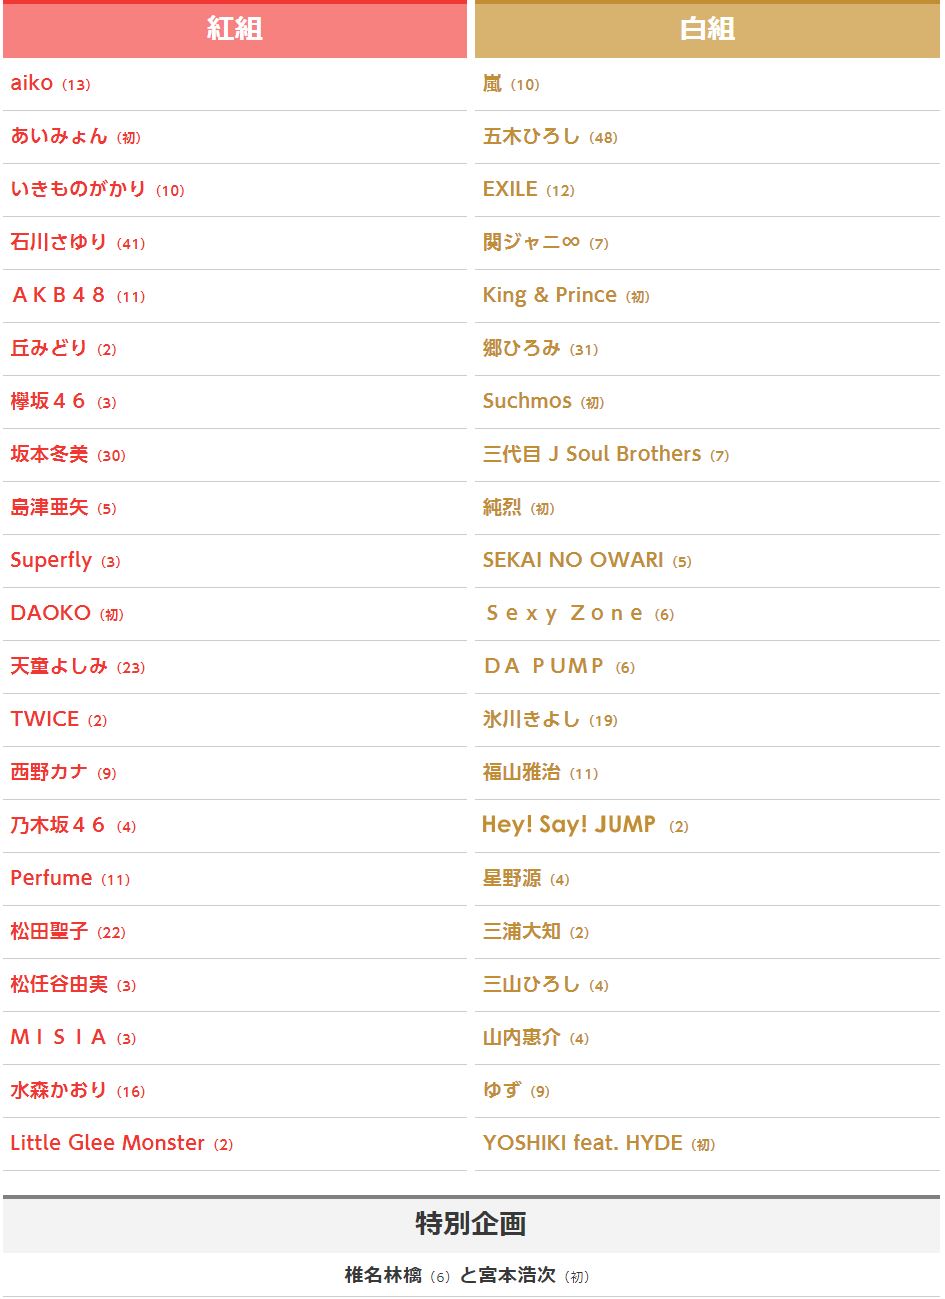 紅組
aiko（13）
あいみょん（初）
いきものがかり（10）
石川さゆり（41）
ＡＫＢ４８（11）
丘みどり（2）
欅坂４６（3）
坂本冬美（30）
島津亜矢（5）
Superfly（3）
DAOKO（初）
天童よしみ（23）
TWICE（2）
西野カナ（9）
乃木坂４６（4）
Perfume（11）
松田聖子（22）
松任谷由実（3）
ＭＩＳＩＡ（3）
水森かおり（16）
Little Glee Monster（2）
白組
嵐（10）
五木ひろし（48）
EXILE（12）
関ジャニ∞（7）
King & Prince（初）
郷ひろみ（31）
Suchmos（初）
三代目 J Soul Brothers（7）
純烈（初）
SEKAI NO OWARI（5）
Ｓｅｘｙ Ｚｏｎｅ（6）
ＤＡ ＰＵＭＰ（6）
氷川きよし（19）
福山雅治（11）
Hey! Say! JUMP（2）
星野源（4）
三浦大知（2）
三山ひろし（4）
山内惠介（4）
ゆず（9）
YOSHIKI feat. HYDE（初）
特別企画
椎名林檎（6）と宮本浩次（初）